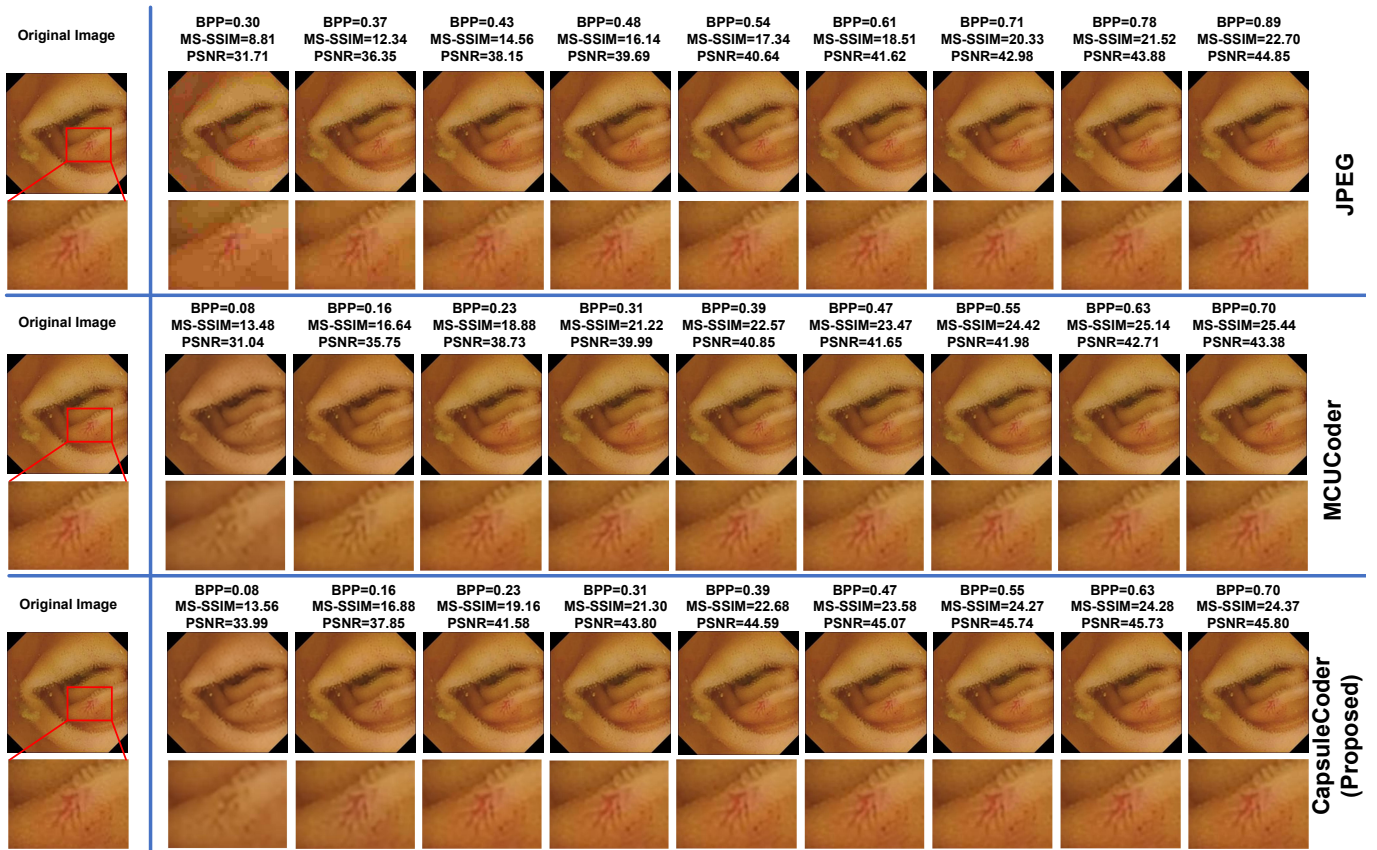 Original Image
BPP=0.30
MS-SSIM=8.81
PSNR=31.71
BPP=0.37
MS-SSIM=12.34
PSNR=36.35
BPP=0.43
MS-SSIM=14.56
PSNR=38.15
BPP=0.48
MS-SSIM=16.14
PSNR=39.69
BPP=0.54
MS-SSIM=17.34
PSNR=40.64
BPP=0.61
MS-SSIM=18.51
PSNR=41.62
BPP=0.71
MS-SSIM=20.33
PSNR=42.98
BPP=0.78
MS-SSIM=21.52
PSNR=43.88
BPP=0.89
MS-SSIM=22.70
PSNR=44.85
JPEG
Original Image
BPP=0.08
MS-SSIM=13.48
PSNR=31.04
BPP=0.16
MS-SSIM=16.64
PSNR=35.75
BPP=0.23
MS-SSIM=18.88
PSNR=38.73
BPP=0.31
MS-SSIM=21.22
PSNR=39.99
BPP=0.39
MS-SSIM=22.57
PSNR=40.85
BPP=0.47
MS-SSIM=23.47
PSNR=41.65
BPP=0.55
MS-SSIM=24.42
PSNR=41.98
BPP=0.63
MS-SSIM=25.14
PSNR=42.71
BPP=0.70
MS-SSIM=25.44
PSNR=43.38
MCUCoder
Original Image
BPP=0.08
MS-SSIM=13.56
PSNR=33.99
BPP=0.16
MS-SSIM=16.88
PSNR=37.85
BPP=0.23
MS-SSIM=19.16
PSNR=41.58
BPP=0.31
MS-SSIM=21.30
PSNR=43.80
BPP=0.39
MS-SSIM=22.68
PSNR=44.59
BPP=0.47
MS-SSIM=23.58
PSNR=45.07
BPP=0.55
MS-SSIM=24.27
PSNR=45.74
BPP=0.63
MS-SSIM=24.28
PSNR=45.73
BPP=0.70
MS-SSIM=24.37
PSNR=45.80
CapsuleCoder
(Proposed)